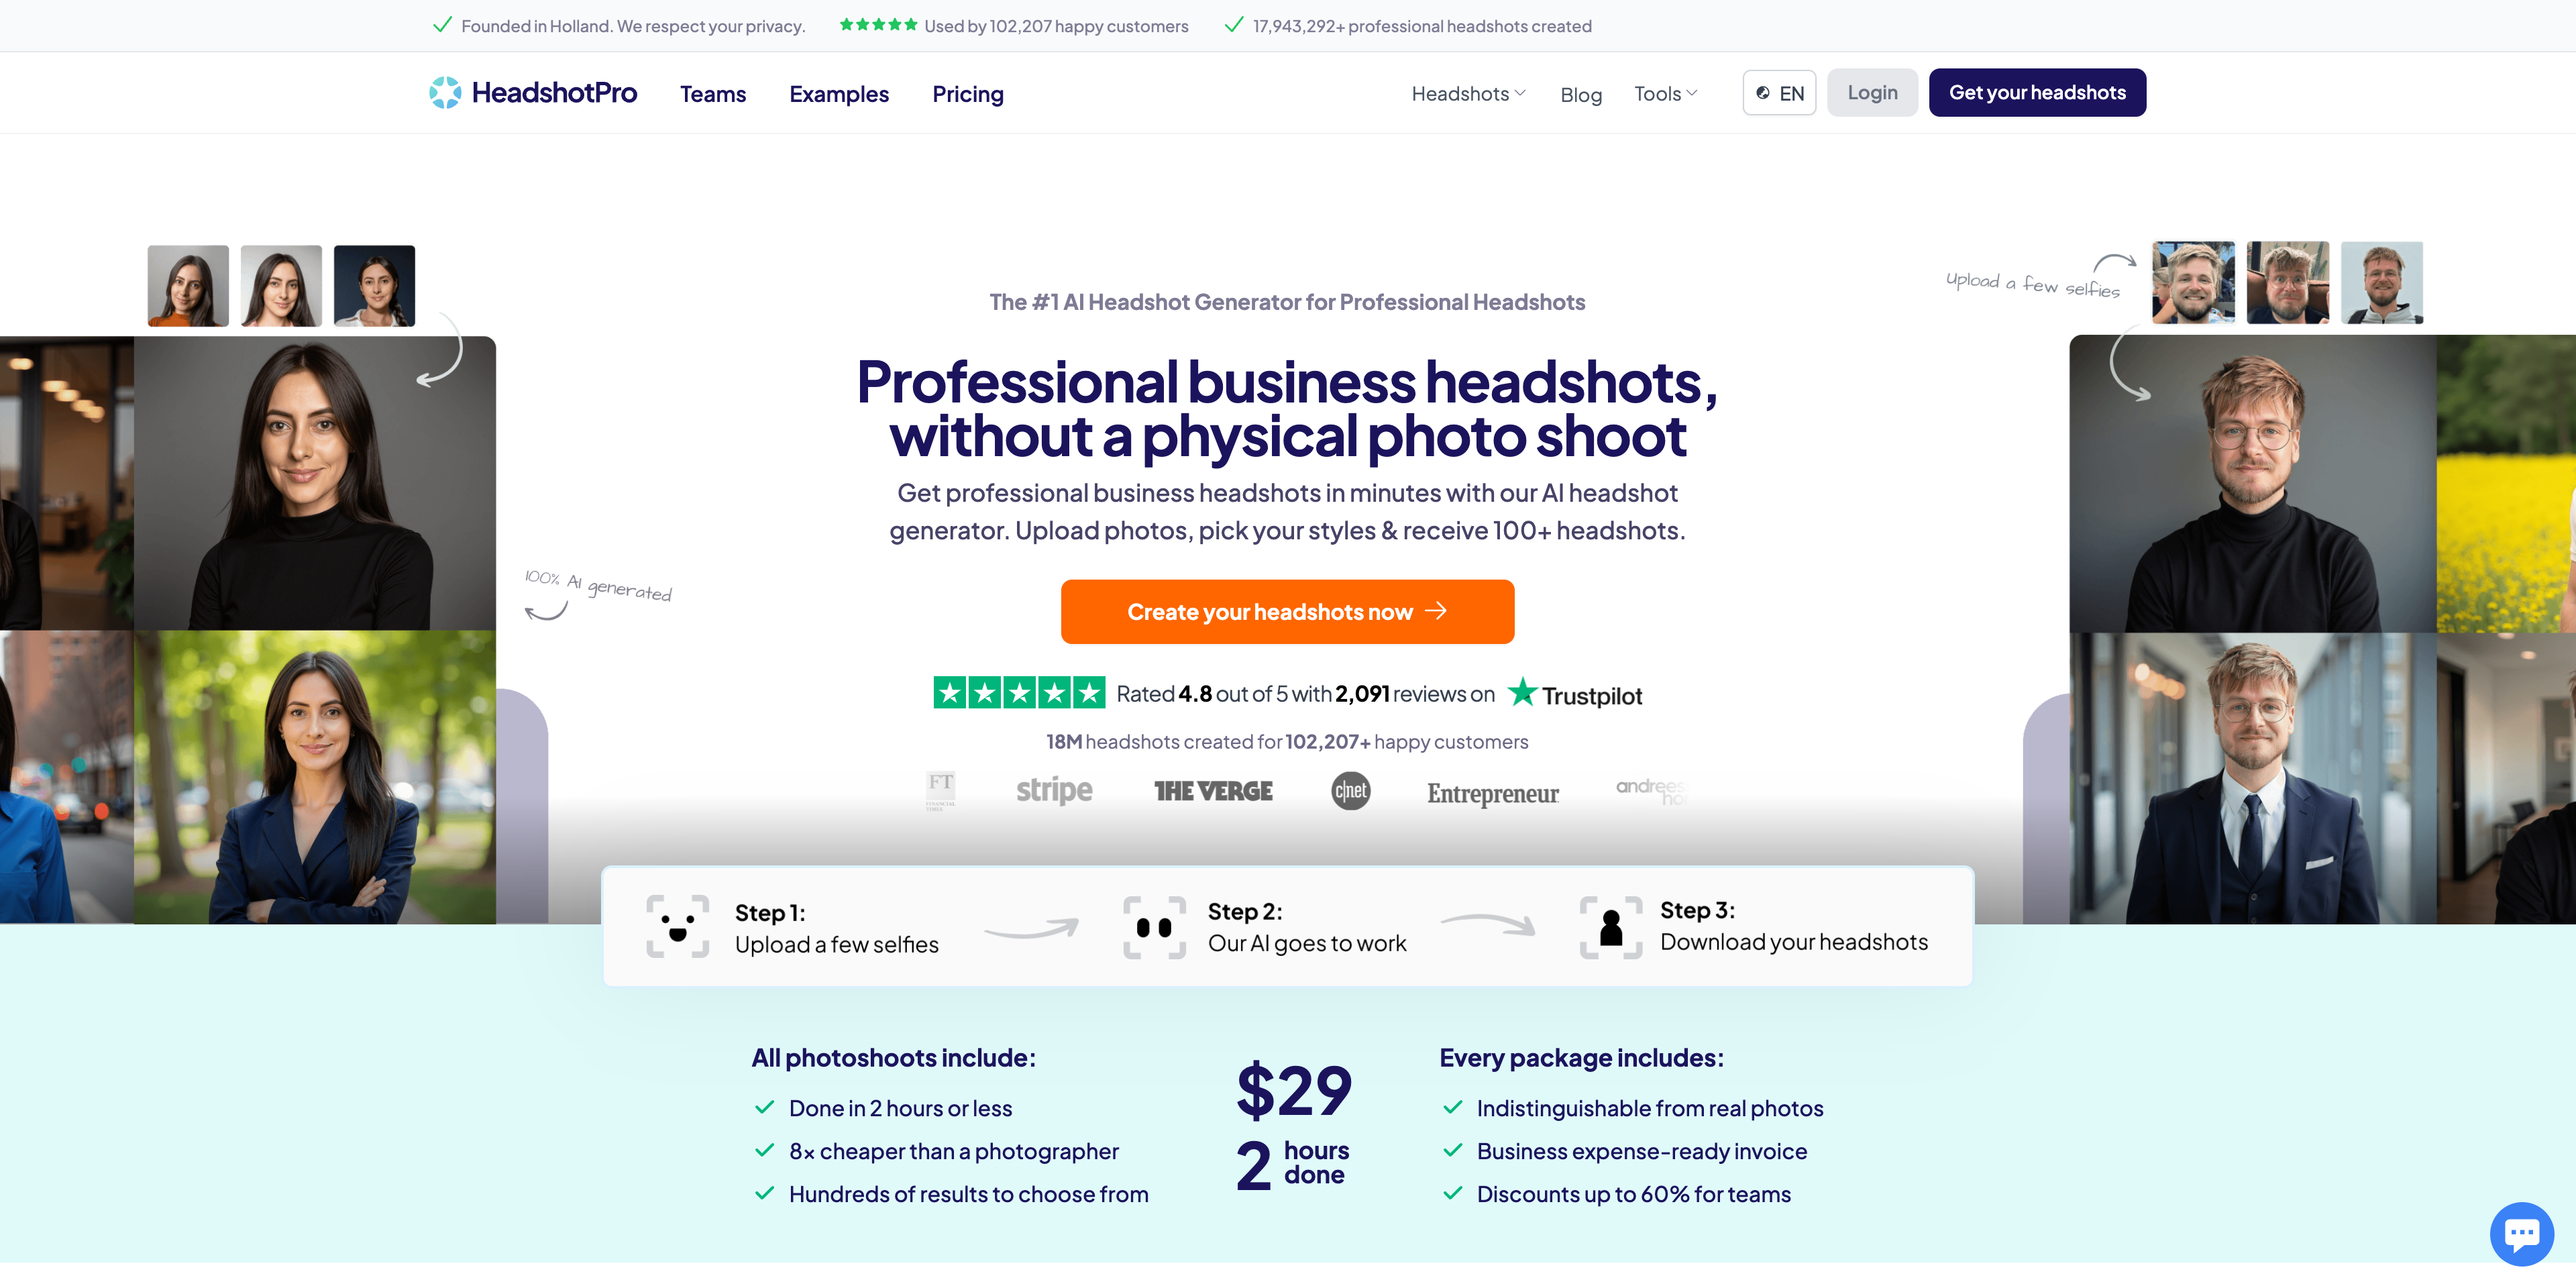 Founded in Holland. We respect your privacy.
Used by 102,207 happy customers
17,943,292+ professional headshots created
HeadshotPro
Teams
Examples
Pricing
Headshots
Blog
Tools
EN
Login
Get your headshots
Upload a few selfies
The #1 AI Headshot Generator for Professional Headshots
Professional business headshots,
without a physical photo shoot
Get professional business headshots in minutes with our AI headshot
generator. Upload photos, pick your styles & receive 100+ headshots.
100% AI generated
Create your headshots now
Rated 4.8 out of 5 with 2,091 reviews on
Trustpilot
18M headshots created for 102,207+ happy customers
FT
FINANCIAL
TIMES
stripe
THE VERGE
c|net
Entrepreneur
andrees
ho
Step 1:
Upload a few selfies
Step 2:
Our AI goes to work
Step 3:
Download your headshots
All photoshoots include:
Done in 2 hours or less
8x cheaper than a photographer
Hundreds of results to choose from
$29
2 hours
done
Every package includes:
Indistinguishable from real photos
Business expense-ready invoice
Discounts up to 60% for teams